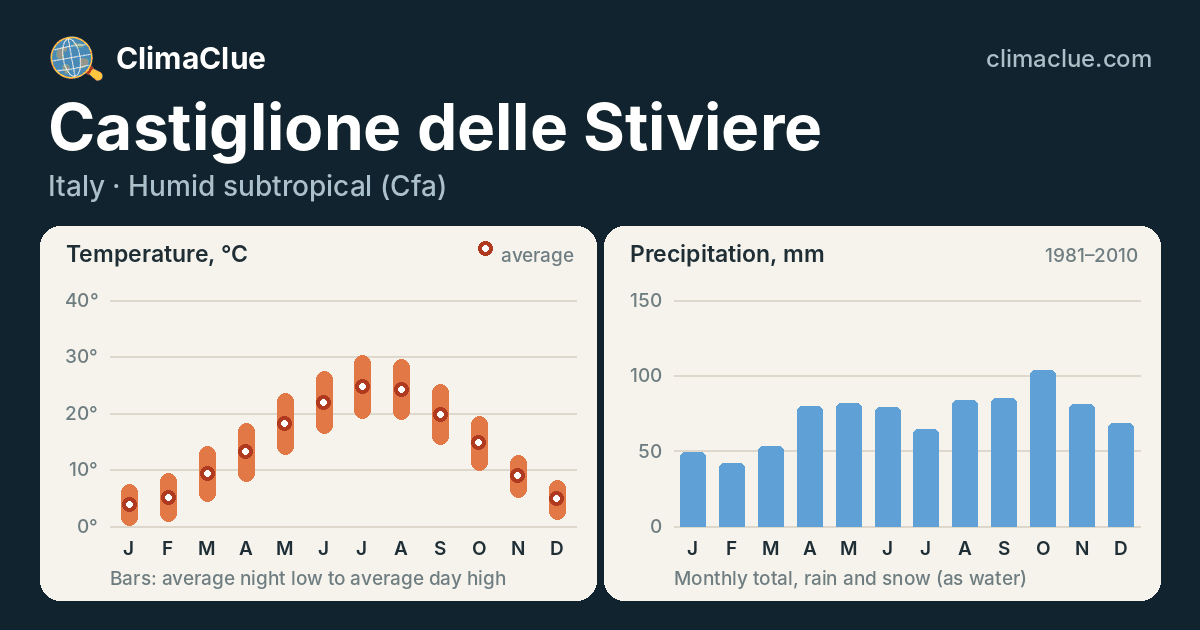 ClimaClue
climaclue.com
Castiglione delle Stiviere
Italy · Humid subtropical (Cfa)
Temperature, °C
average
40°
30°
20°
10°
0°
J F M A M J J A S O N D
Bars: average night low to average day high
Precipitation, mm
1981–2010
150
100
50
0
J F M A M J J A S O N D
Monthly total, rain and snow (as water)